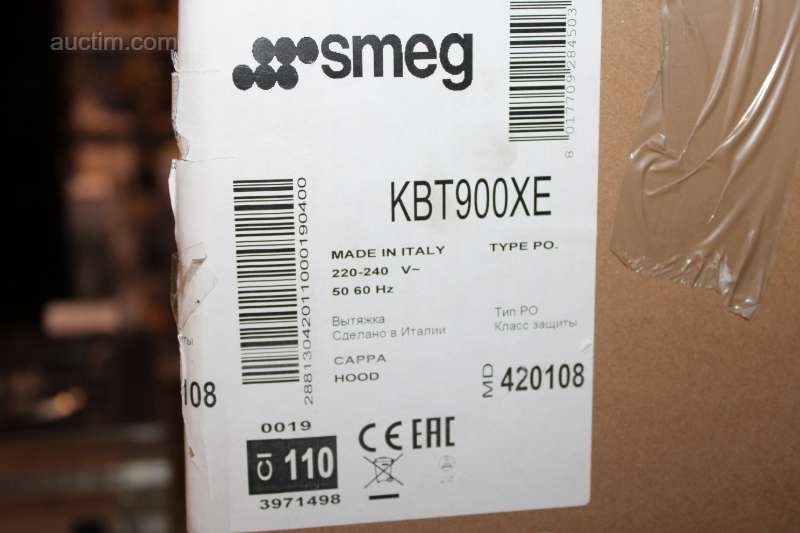 auctim.com
smeg
8 017709 284503
KBT900XE
28813042011000190400
MADE IN ITALY
TYPE PO.
220-240 V~
50 60 Hz
Вытяжка
Тип PO
Сделано в Италии
Класс защиты
CAPPA
HOOD
MD 420108
108
0019
CI 110
CE EAC
3971498